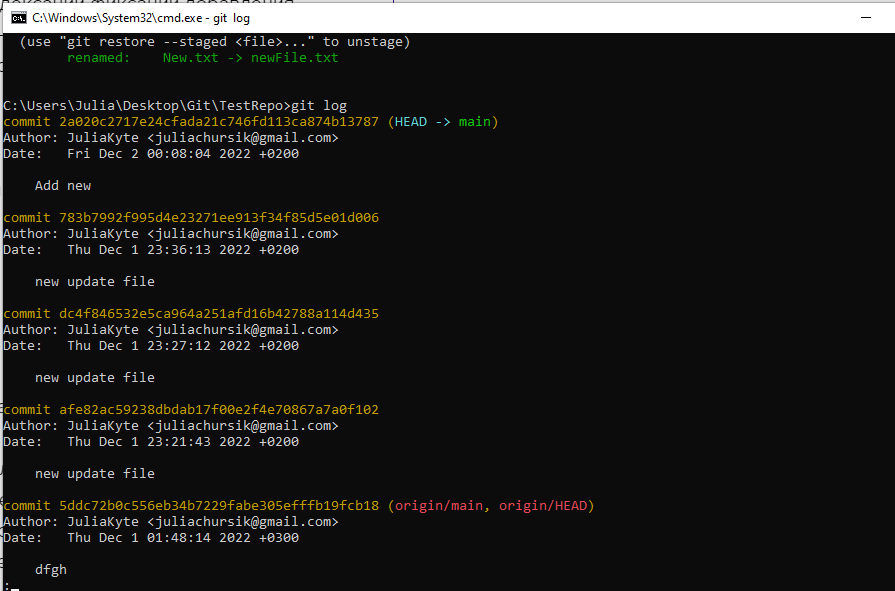 C:\Windows\System32\cmd.exe - git log
(use "git restore --staged <file>..." to unstage)
renamed: New.txt -> newFile.txt
C:\Users\Julia\Desktop\Git\TestRepo>git log
commit 2a020c2717e24cfada21c746fd113ca874b13787 (HEAD -> main)
Author: JuliaKyte <juliachursik@gmail.com>
Date: Fri Dec 2 00:08:04 2022 +0200
Add new
commit 783b7992f995d4e23271ee913f34f85d5e01d006
Author: JuliaKyte <juliachursik@gmail.com>
Date: Thu Dec 1 23:36:13 2022 +0200
new update file
commit dc4f846532e5ca964a251afd16b42788a114d435
Author: JuliaKyte <juliachursik@gmail.com>
Date: Thu Dec 1 23:27:12 2022 +0200
new update file
commit afe82ac59238dbdab17f00e2f4e70867a7a0f102
Author: JuliaKyte <juliachursik@gmail.com>
Date: Thu Dec 1 23:21:43 2022 +0200
new update file
commit 5ddc72b0c556eb34b7229fabe305efffb19fcb18 (origin/main, origin/HEAD)
Author: JuliaKyte <juliachursik@gmail.com>
Date: Thu Dec 1 01:48:14 2022 +0300
dfgh
: